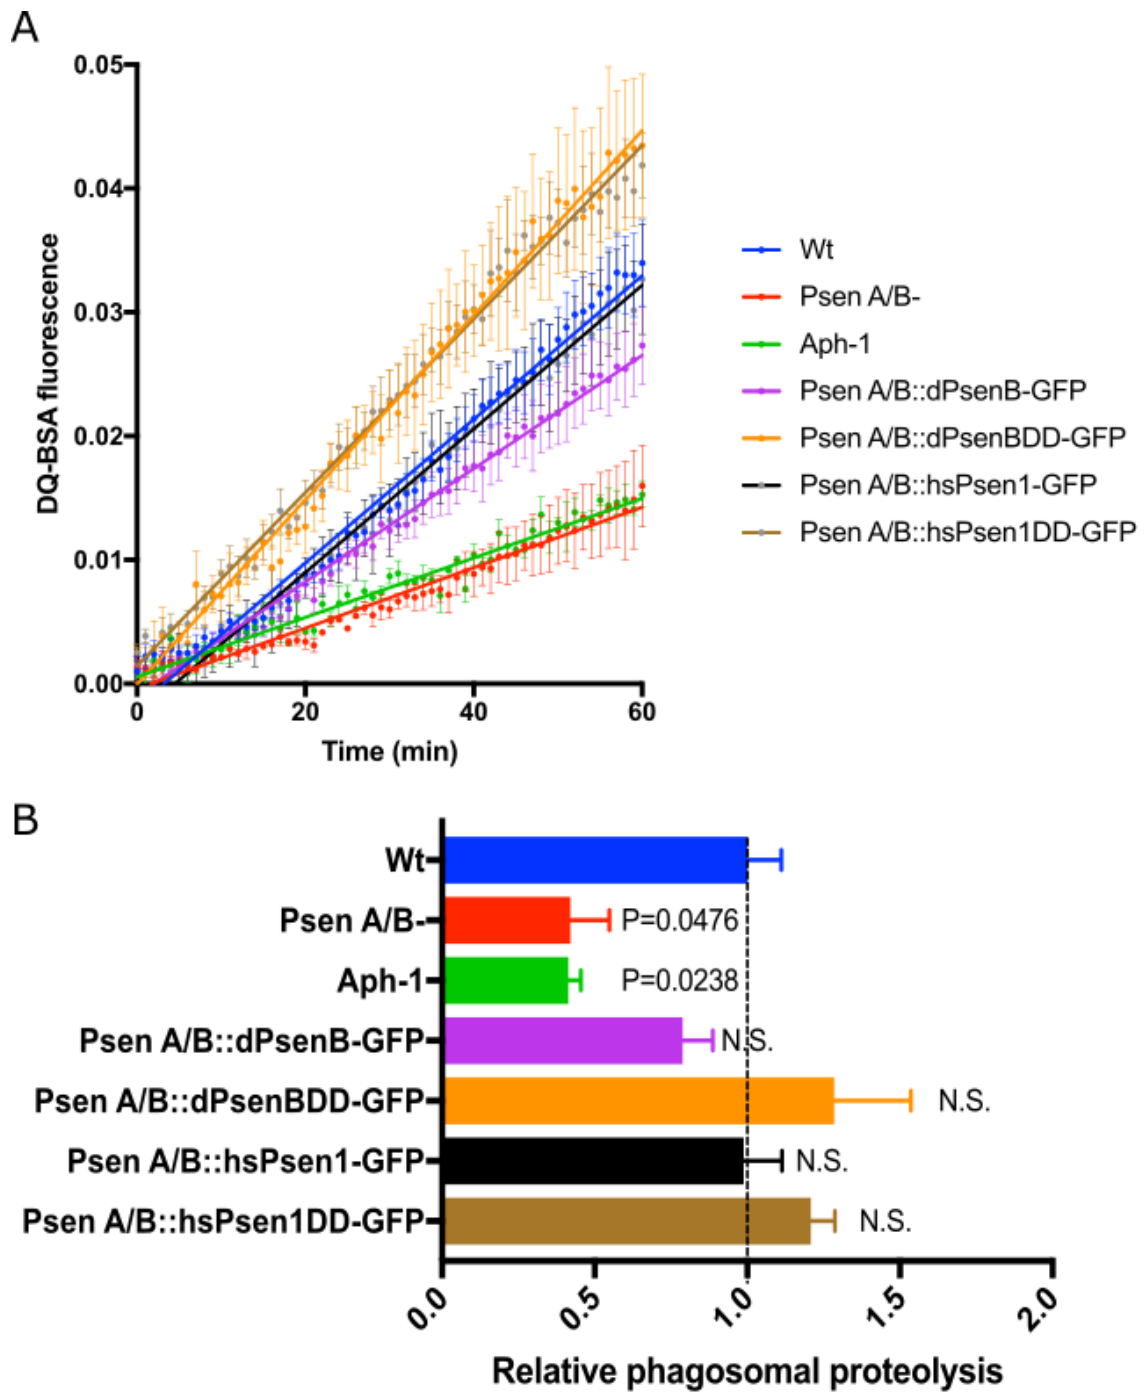 A
0.05
0.04
0.03
0.02
0.01
0.00
DQ-BSA fluorescence
0
20
40
60
Time (min)
Wt
Psen A/B-
Aph-1
Psen A/B::dPsenB-GFP
Psen A/B::dPsenBDD-GFP
Psen A/B::hsPsen1-GFP
Psen A/B::hsPsen1DD-GFP
B
Wt
Psen A/B- P=0.0476
Aph-1 P=0.0238
Psen A/B::dPsenB-GFP N.S.
Psen A/B::dPsenBDD-GFP N.S.
Psen A/B::hsPsen1-GFP N.S.
Psen A/B::hsPsen1DD-GFP N.S.
0.0
0.5
1.0
1.5
2.0
Relative phagosomal proteolysis